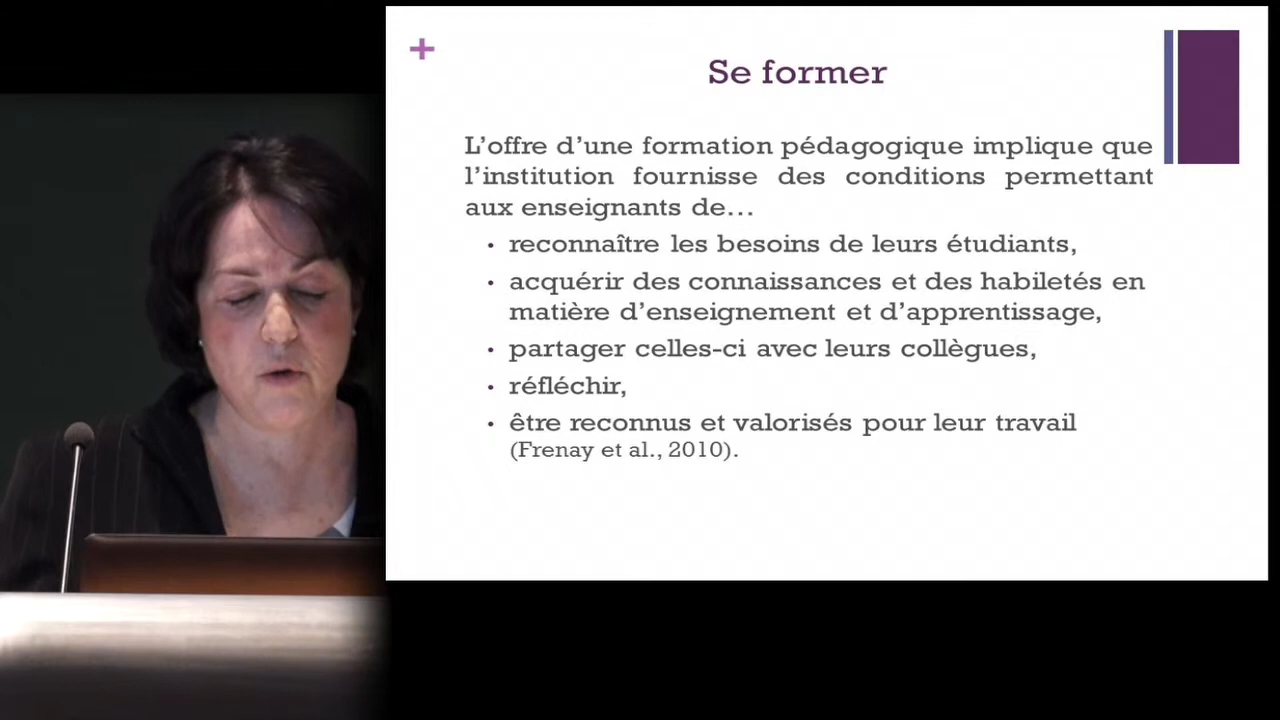 +
Se former
L'offre d'une formation pédagogique implique que
l'institution fournisse des conditions permettant
aux enseignants de…
• reconnaître les besoins de leurs étudiants,
• acquérir des connaissances et des habiletés en
matière d'enseignement et d'apprentissage,
• partager celles-ci avec leurs collègues,
• réfléchir,
• être reconnus et valorisés pour leur travail
(Frenay et al., 2010).